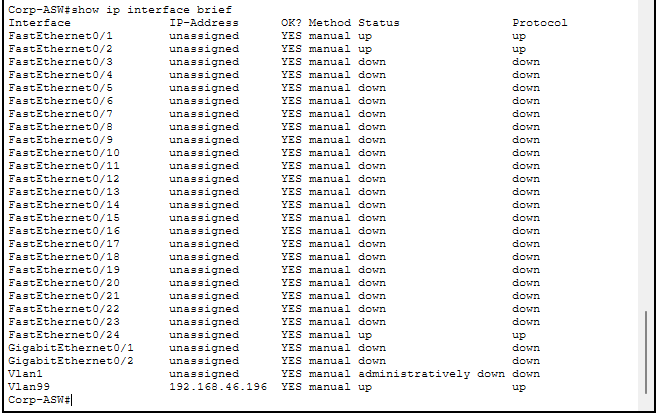 Corp-ASW#show ip interface brief
Interface              IP-Address      OK? Method Status                Protocol
FastEthernet0/1        unassigned      YES manual up                    up
FastEthernet0/2        unassigned      YES manual up                    up
FastEthernet0/3        unassigned      YES manual down                  down
FastEthernet0/4        unassigned      YES manual down                  down
FastEthernet0/5        unassigned      YES manual down                  down
FastEthernet0/6        unassigned      YES manual down                  down
FastEthernet0/7        unassigned      YES manual down                  down
FastEthernet0/8        unassigned      YES manual down                  down
FastEthernet0/9        unassigned      YES manual down                  down
FastEthernet0/10       unassigned      YES manual down                  down
FastEthernet0/11       unassigned      YES manual down                  down
FastEthernet0/12       unassigned      YES manual down                  down
FastEthernet0/13       unassigned      YES manual down                  down
FastEthernet0/14       unassigned      YES manual down                  down
FastEthernet0/15       unassigned      YES manual down                  down
FastEthernet0/16       unassigned      YES manual down                  down
FastEthernet0/17       unassigned      YES manual down                  down
FastEthernet0/18       unassigned      YES manual down                  down
FastEthernet0/19       unassigned      YES manual down                  down
FastEthernet0/20       unassigned      YES manual down                  down
FastEthernet0/21       unassigned      YES manual down                  down
FastEthernet0/22       unassigned      YES manual down                  down
FastEthernet0/23       unassigned      YES manual down                  down
FastEthernet0/24       unassigned      YES manual up                    up
GigabitEthernet0/1     unassigned      YES manual down                  down
GigabitEthernet0/2     unassigned      YES manual down                  down
Vlan1                  unassigned      YES manual administratively down down
Vlan99                 192.168.46.196  YES manual up                    up
Corp-ASW#